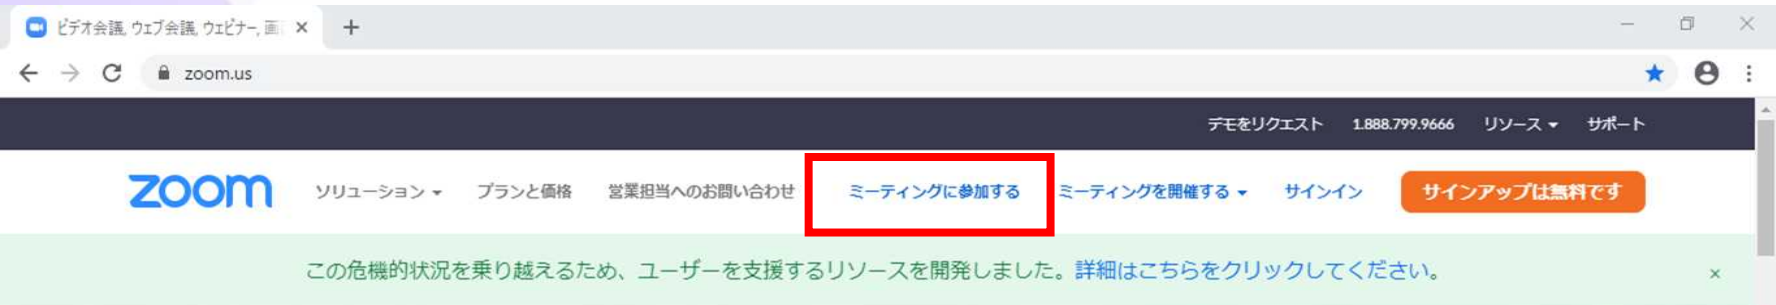 ビデオ会議, ウェブ会議, ウェビナー, 画
zoom.us
デモをリクエスト 1.888.799.9666 リソース サポート
zoom ソリューション プランと価格 営業担当へのお問い合わせ ミーティングに参加する ミーティングを開催する サインイン サインアップは無料です
この危機的状況を乗り越えるため、ユーザーを支援するリソースを開発しました。詳細はこちらをクリックしてください。